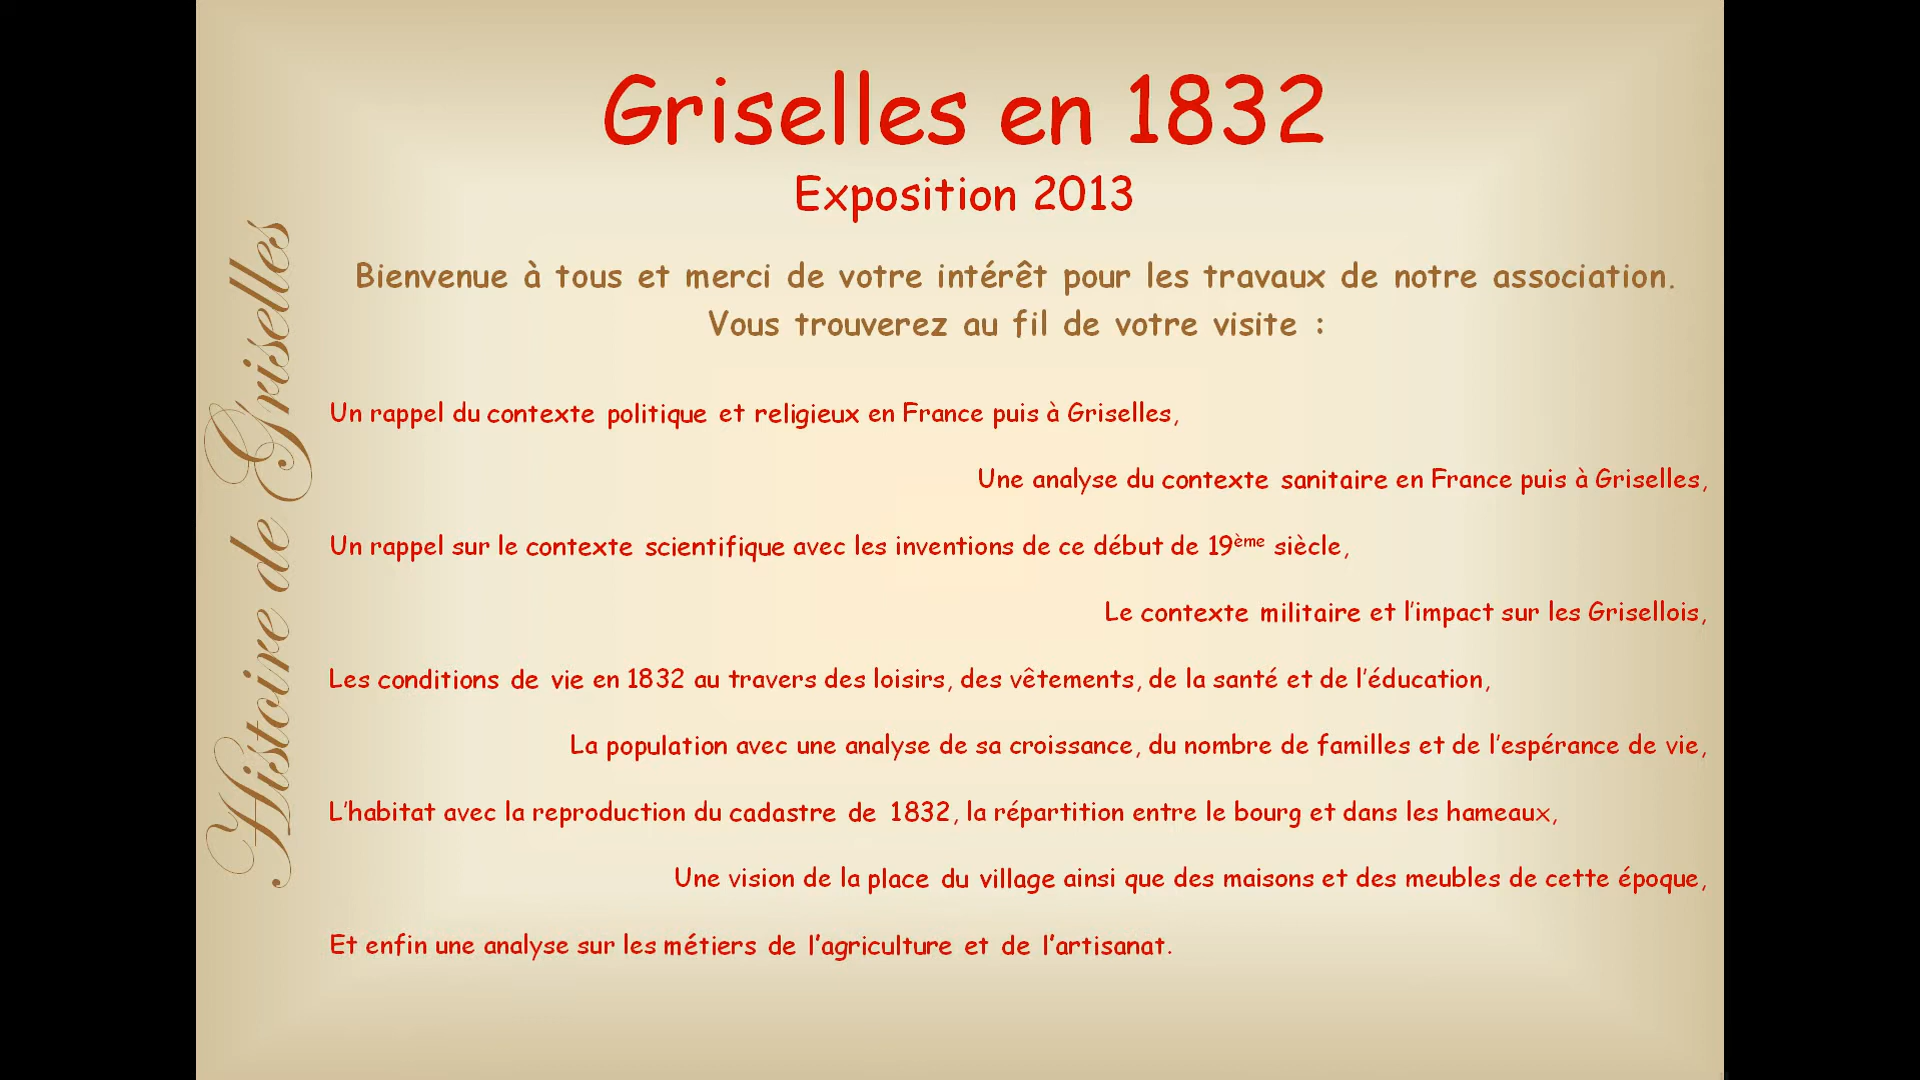 Griselles en 1832
Exposition 2013
Histoire de Griselles
Bienvenue à tous et merci de votre intérêt pour les travaux de notre association.
Vous trouverez au fil de votre visite :
Un rappel du contexte politique et religieux en France puis à Griselles,
Une analyse du contexte sanitaire en France puis à Griselles,
Un rappel sur le contexte scientifique avec les inventions de ce début de 19ème siècle,
Le contexte militaire et l'impact sur les Grisellois,
Les conditions de vie en 1832 au travers des loisirs, des vêtements, de la santé et de l'éducation,
La population avec une analyse de sa croissance, du nombre de familles et de l'espérance de vie,
L'habitat avec la reproduction du cadastre de 1832, la répartition entre le bourg et dans les hameaux,
Une vision de la place du village ainsi que des maisons et des meubles de cette époque,
Et enfin une analyse sur les métiers de l'agriculture et de l'artisanat.